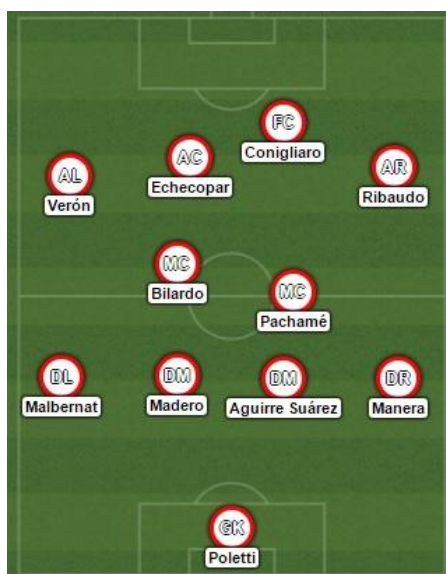 FC
Conigliaro
AC
Echecopar
AR
Ribaudo
AL
Verón
MC
Bilardo
MC
Pachamé
DL
Malbernat
DM
Madero
DM
Aguirre Suárez
DR
Manera
GK
Poletti